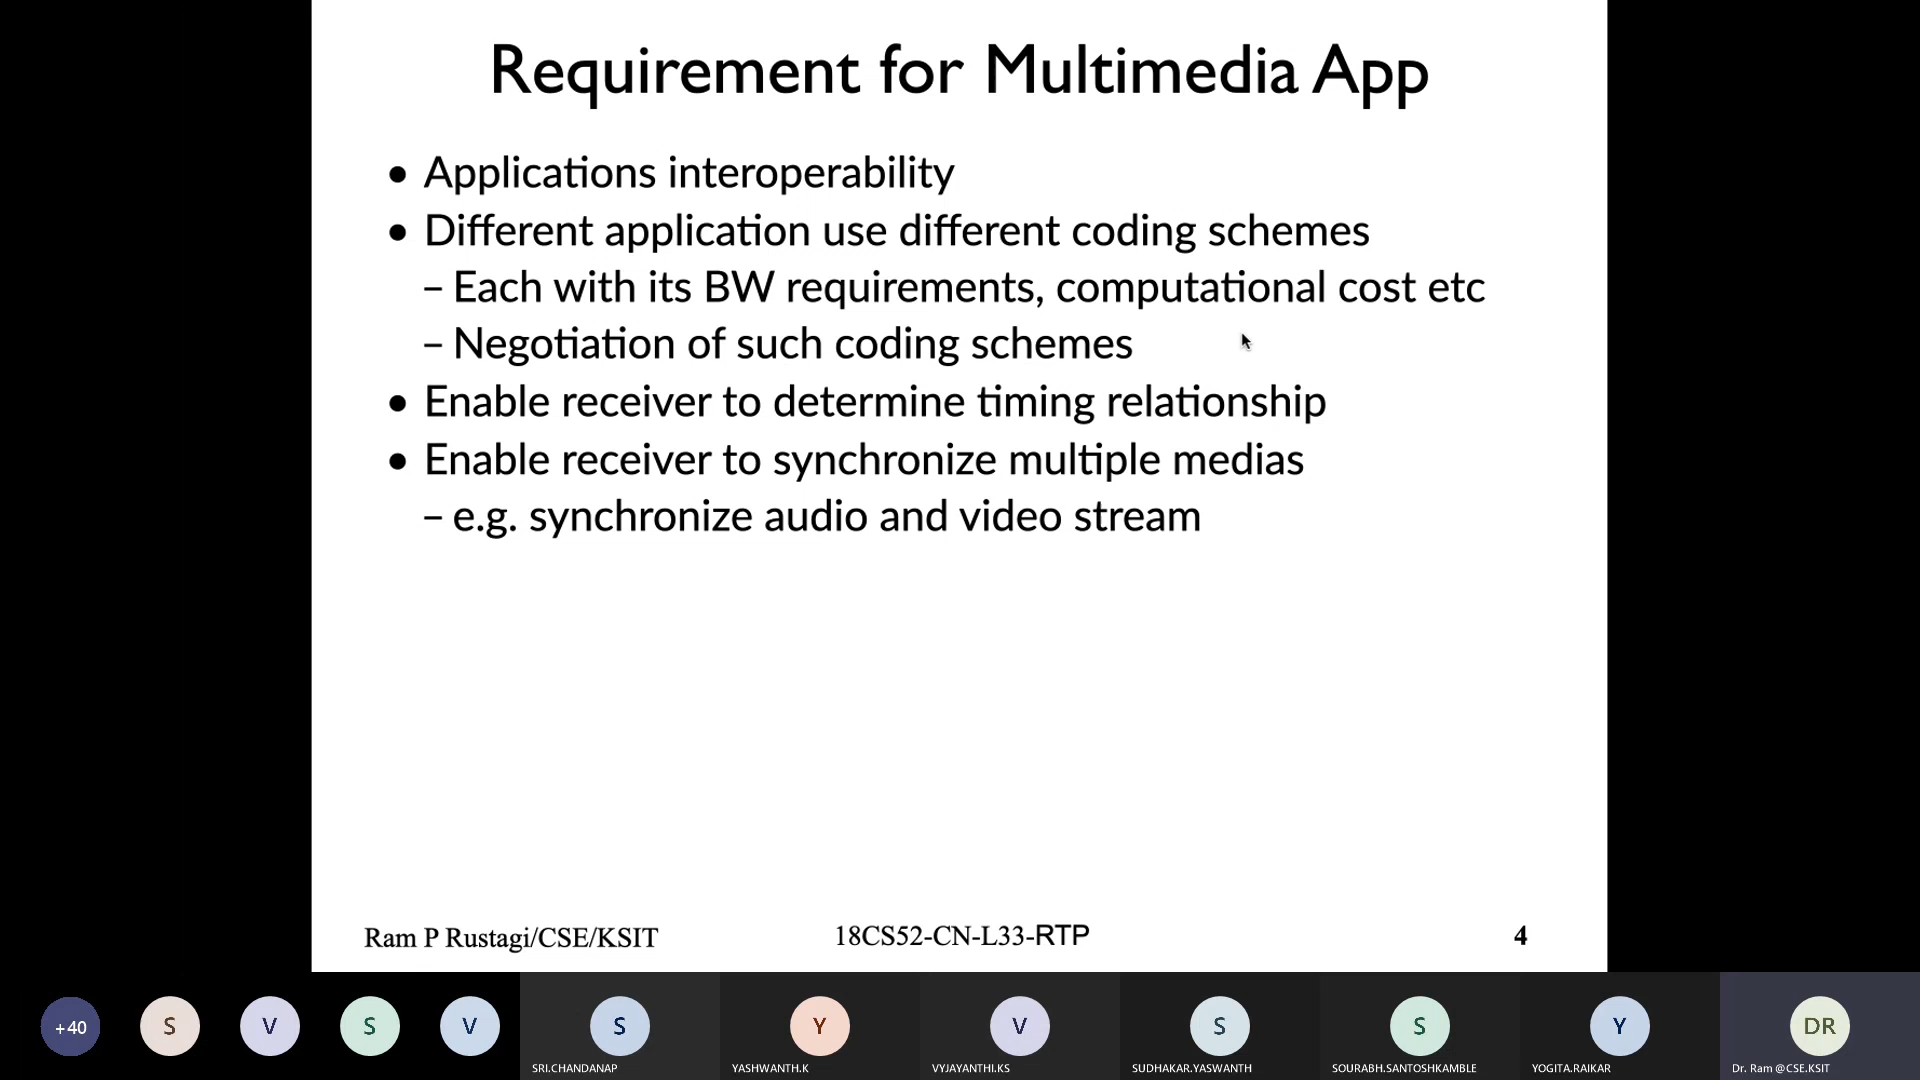 Requirement for Multimedia App
• Applications interoperability
• Different application use different coding schemes
– Each with its BW requirements, computational cost etc
– Negotiation of such coding schemes
• Enable receiver to determine timing relationship
• Enable receiver to synchronize multiple medias
– e.g. synchronize audio and video stream
Ram P Rustagi/CSE/KSIT 18CS52-CN-L33-RTP 4
+40 S V S V S Y V S S Y DR
SRI.CHANDANAP YASHWANTH.K VYJAYANTHI.KS SUDHAKAR.YASWANTH SOURABH.SANTOSHKAMBLE YOGITA.RAIKAR Dr. Ram @CSE.KSIT